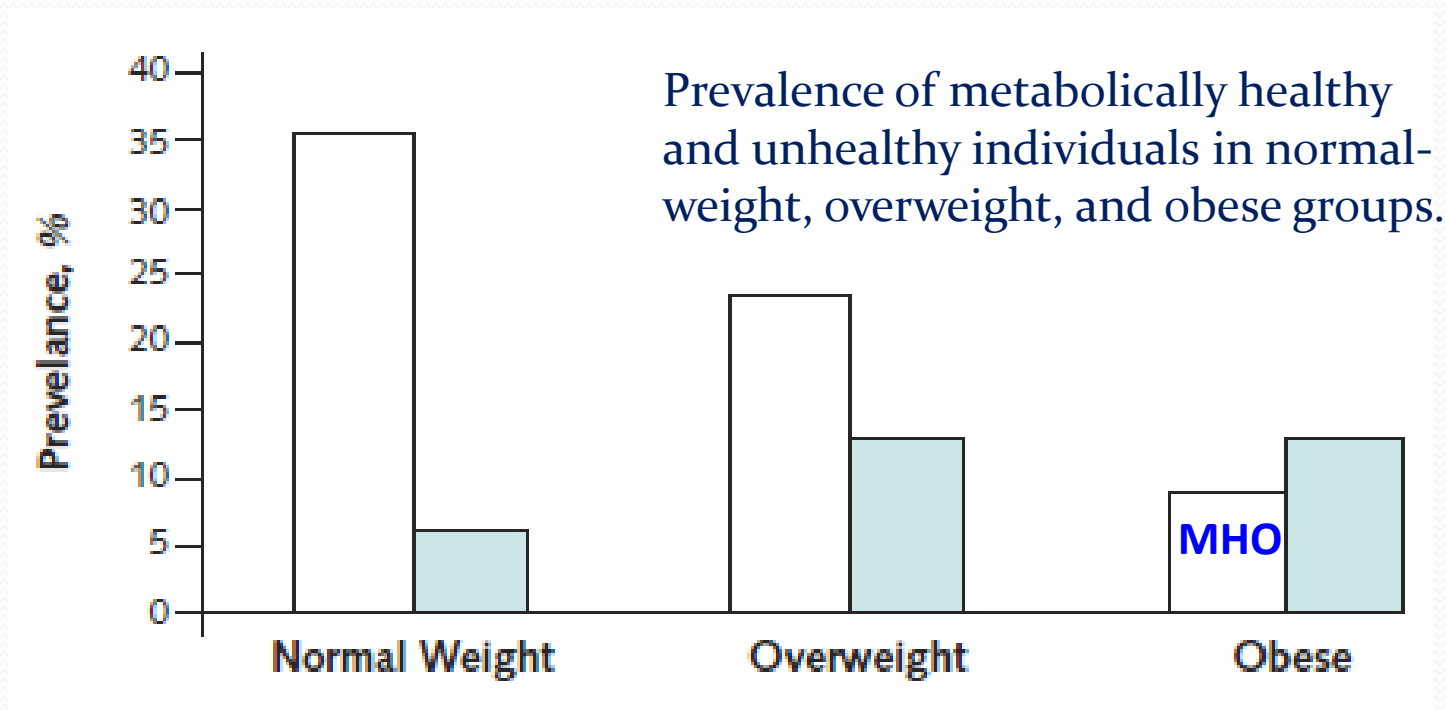 Prevalence of metabolically healthy
and unhealthy individuals in normal-
weight, overweight, and obese groups.
Prevelance, %
40
35
30
25
20
15
10
5
0
MHO
Normal Weight
Overweight
Obese